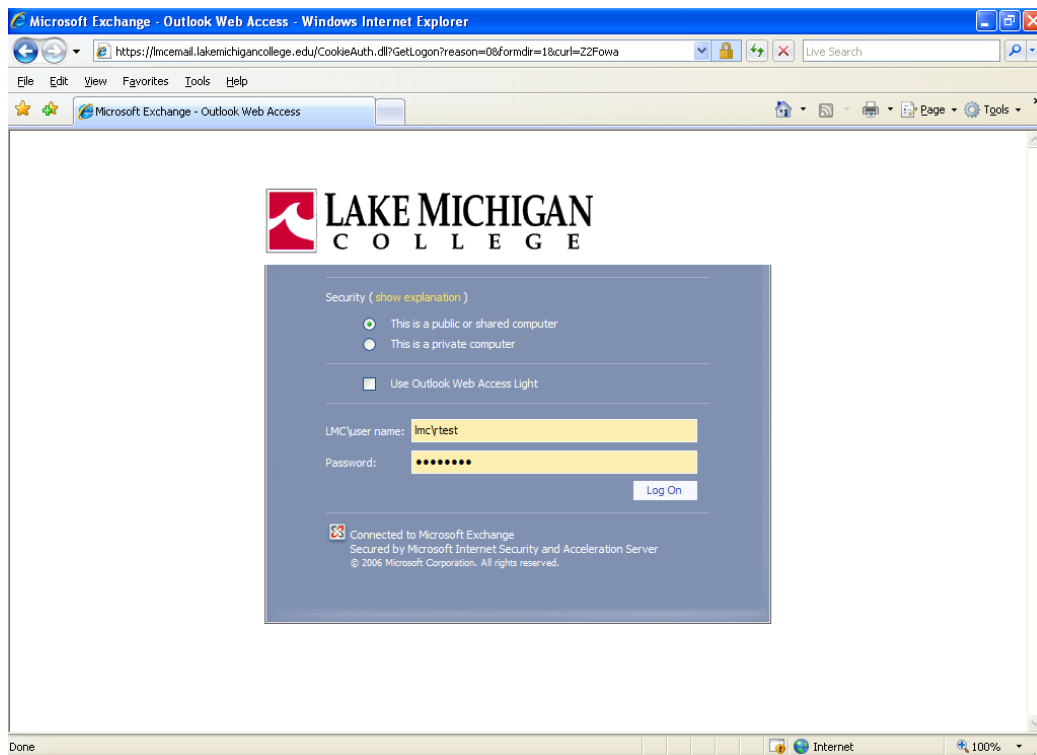 Microsoft Exchange - Outlook Web Access - Windows Internet Explorer
https://lmcemail.lakemichigancollege.edu/CookieAuth.dll?GetLogon?reason=0&formdir=1&curl=Z2Fowa
Live Search
File Edit View Favorites Tools Help
Microsoft Exchange - Outlook Web Access
Page Tools
LAKE MICHIGAN
COLLEGE
Security ( show explanation )
This is a public or shared computer
This is a private computer
Use Outlook Web Access Light
LMC\user name: lmc\rtest
Password: ••••••••
Log On
Connected to Microsoft Exchange
Secured by Microsoft Internet Security and Acceleration Server
© 2006 Microsoft Corporation. All rights reserved.
Done Internet 100%